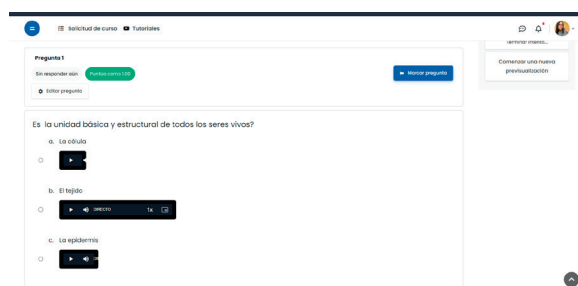 Solicitud de curso Tutoriales
Terminar intento...
Comenzar una nueva
previsualización
Pregunta 1
Sin responder aún Puntúa como 1.00
Marcar pregunta
Editar pregunta
Es la unidad básica y estructural de todos los seres vivos?
a. La célula
b. El tejido
DIRECTO 1x
c. La epidermis